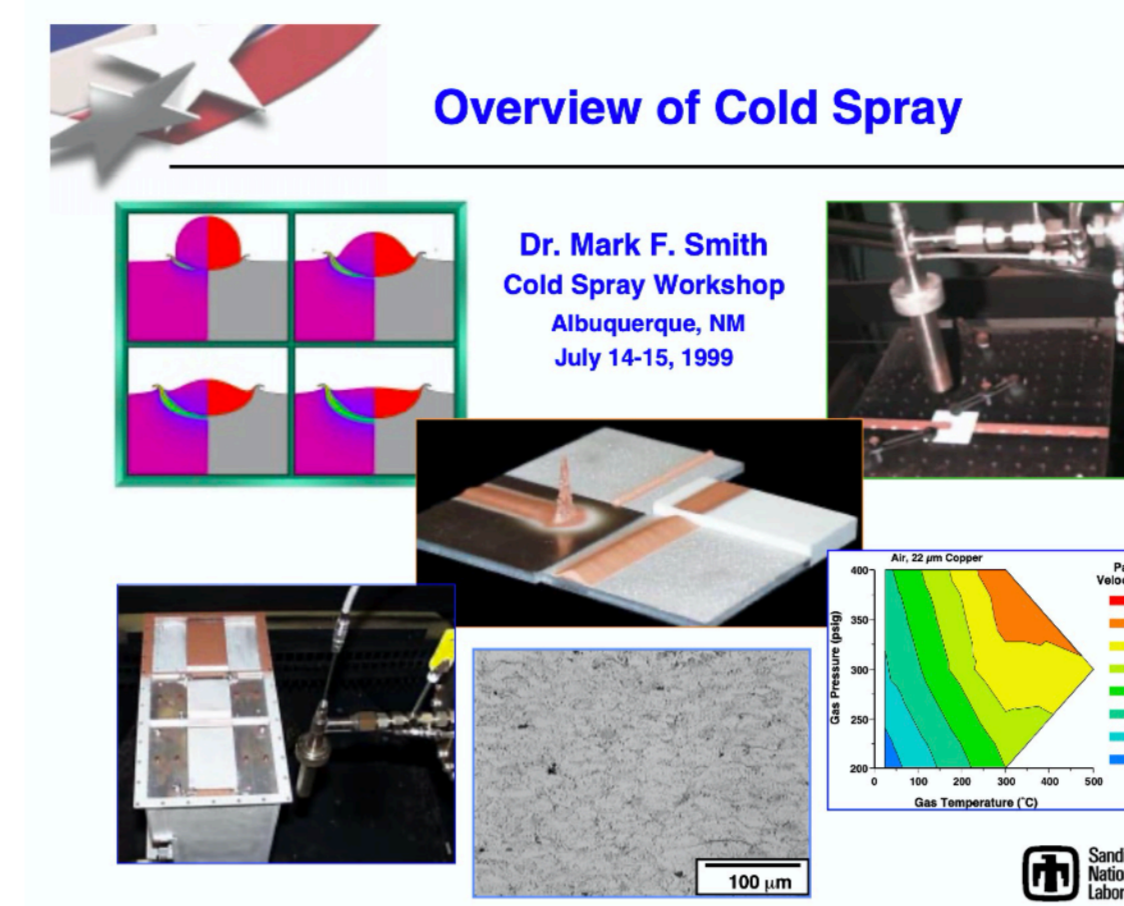 Overview of Cold Spray
Dr. Mark F. Smith
Cold Spray Workshop
Albuquerque, NM
July 14-15, 1999
Air, 22 µm Copper
Gas Pressure (psig)
400
350
300
250
200
0 100 200 300 400 500
Gas Temperature (˚C)
100 µm